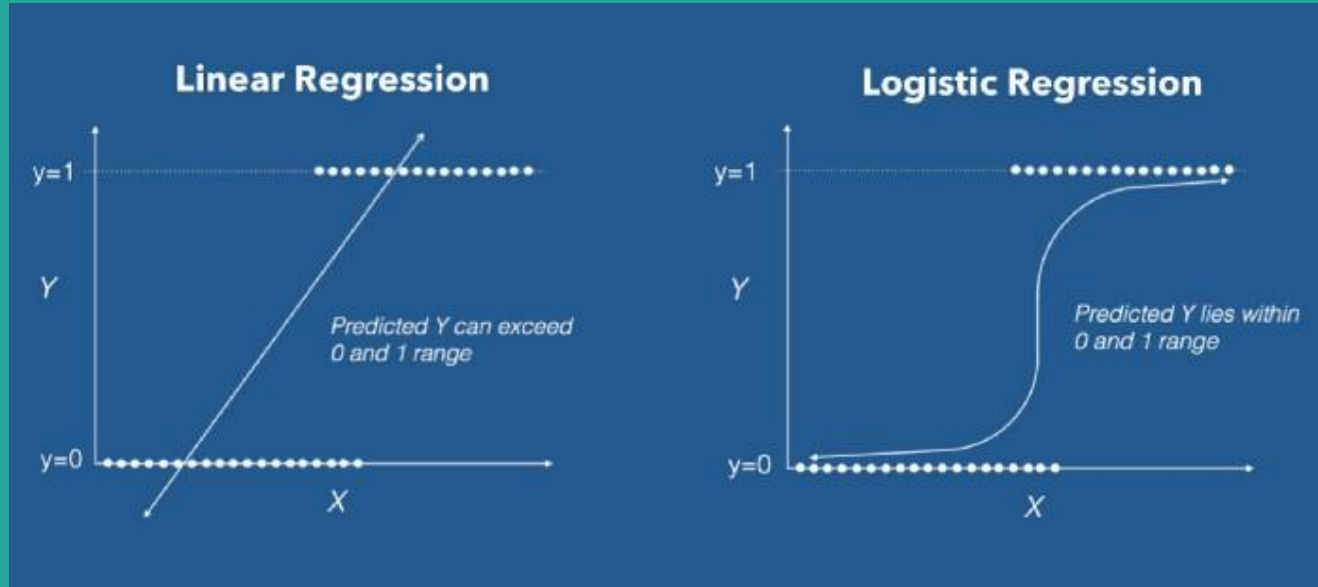 Linear Regression
y=1
Y
Predicted Y can exceed
0 and 1 range
y=0
X
Logistic Regression
y=1
Y
Predicted Y lies within
0 and 1 range
y=0
X